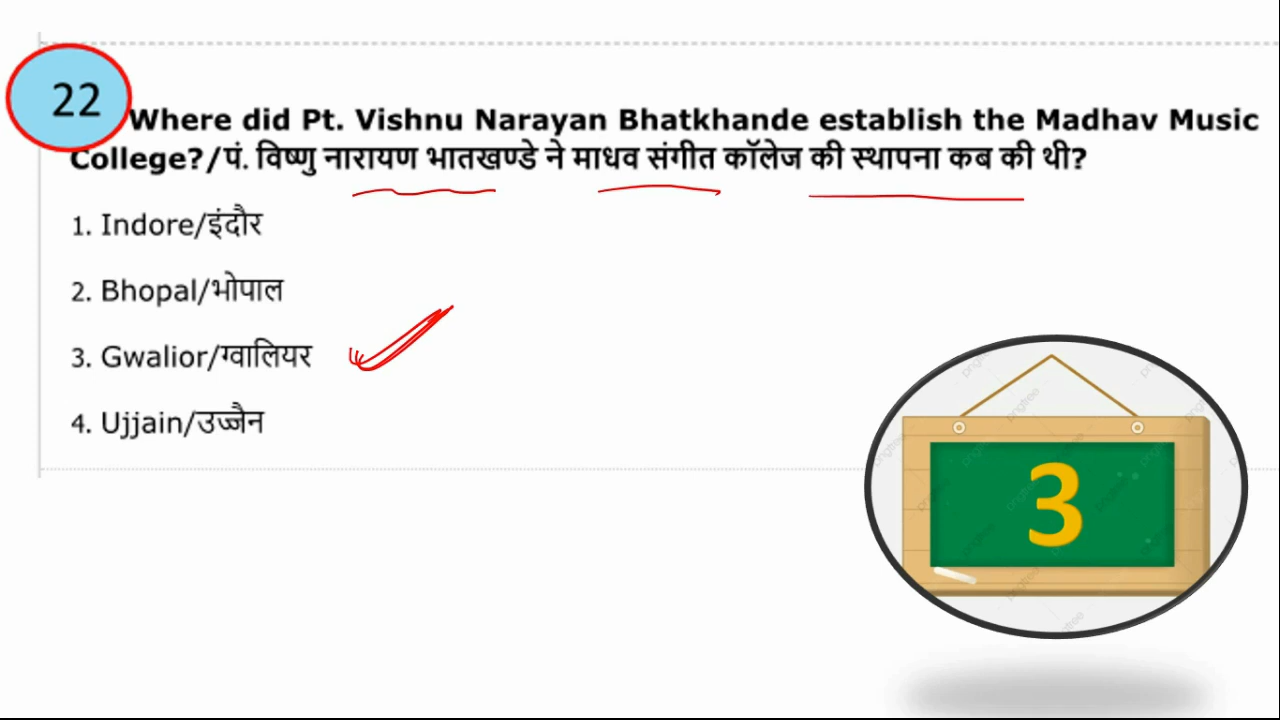 22
Where did Pt. Vishnu Narayan Bhatkhande establish the Madhav Music
College?/पं. विष्णु नारायण भातखण्डे ने माधव संगीत कॉलेज की स्थापना कब की थी?
1. Indore/इंदौर
2. Bhopal/भोपाल
3. Gwalior/ग्वालियर
4. Ujjain/उज्जैन
3